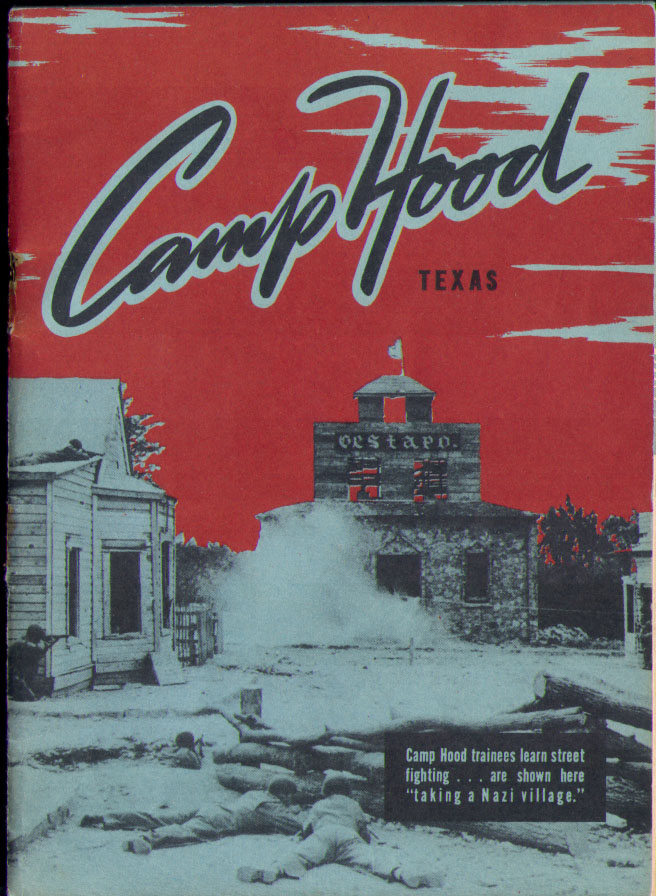 Camp Hood
TEXAS
Gestapo.
Camp Hood trainees learn street
fighting . . . are shown here
"taking a Nazi village."